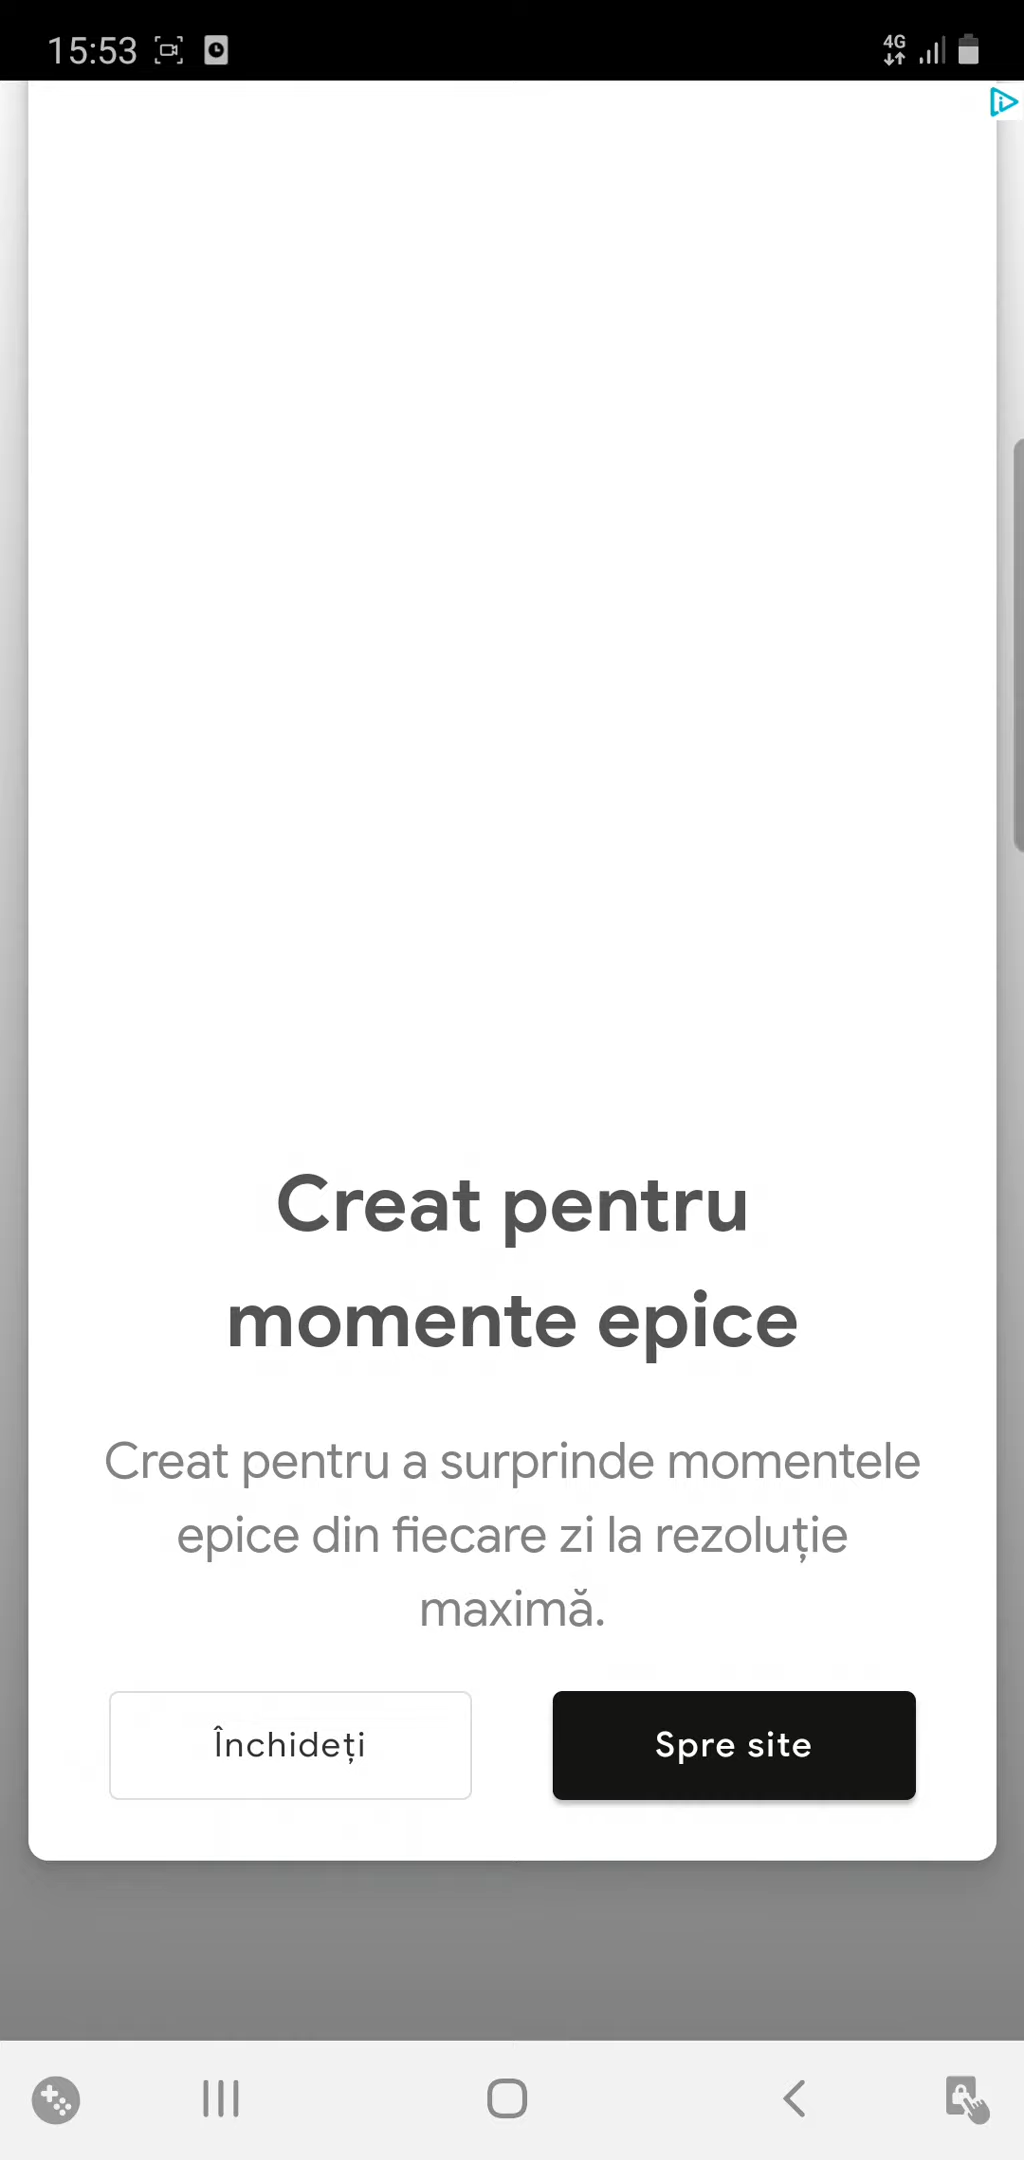 15:53
4G
Creat pentru
momente epice
Creat pentru a surprinde momentele
epice din fiecare zi la rezoluție
maximă.
Închideți
Spre site